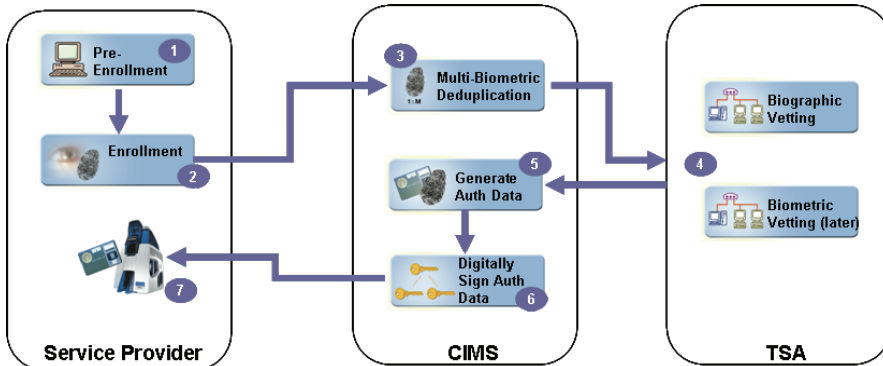 1
Pre-
Enrollment
Enrollment
2
7
Service Provider
3
1:M
Multi-Biometric
Deduplication
5
Generate
Auth Data
Digitally
Sign Auth
Data
6
CIMS
Biographic
Vetting
4
Biometric
Vetting (later)
TSA